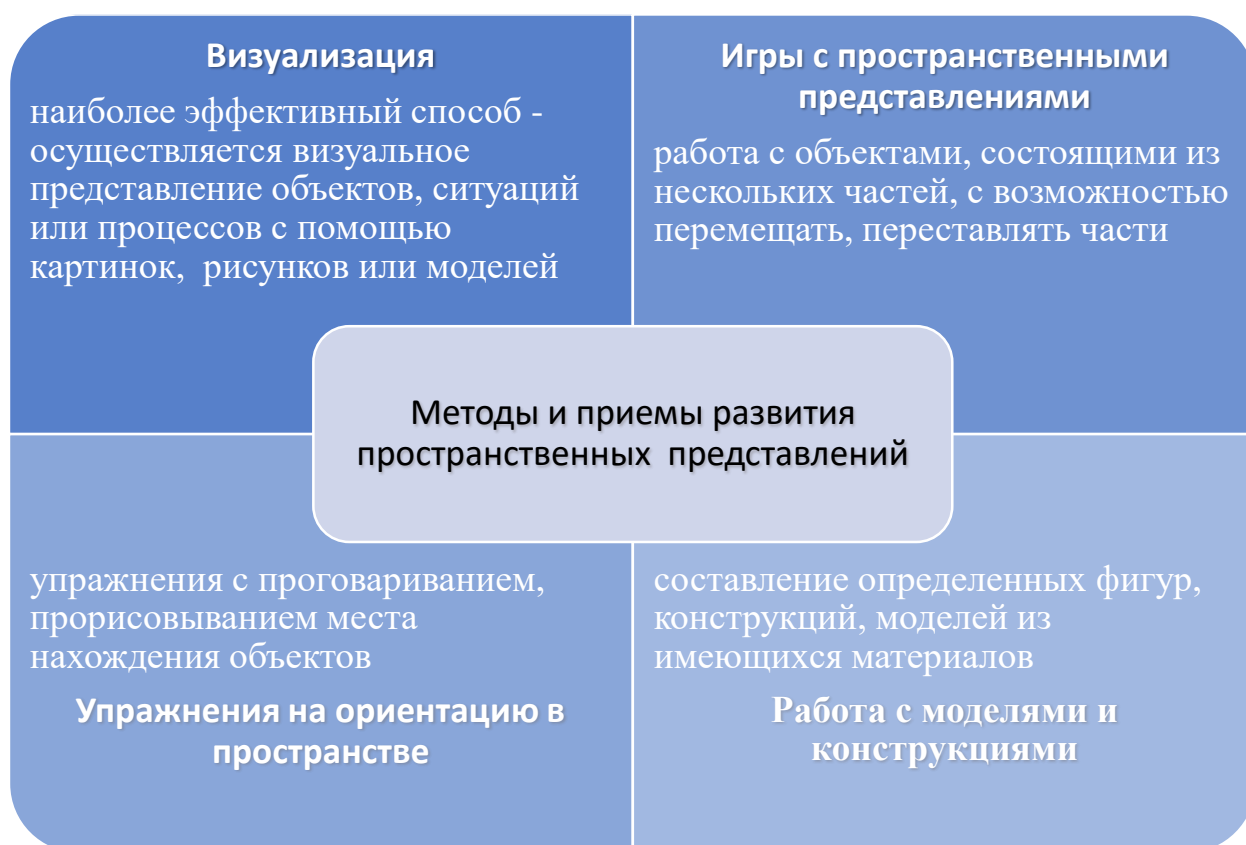 Визуализация
наиболее эффективный способ -
осуществляется визуальное
представление объектов, ситуаций
или процессов с помощью
картинок,  рисунков или моделей
Игры с пространственными
представлениями
работа с объектами, состоящими из
нескольких частей, с возможностью
перемещать, переставлять части
Методы и приемы развития
пространственных  представлений
упражнения с проговариванием,
прорисовыванием места
нахождения объектов
Упражнения на ориентацию в
пространстве
составление определенных фигур,
конструкций, моделей из
имеющихся материалов
Работа с моделями и
конструкциями